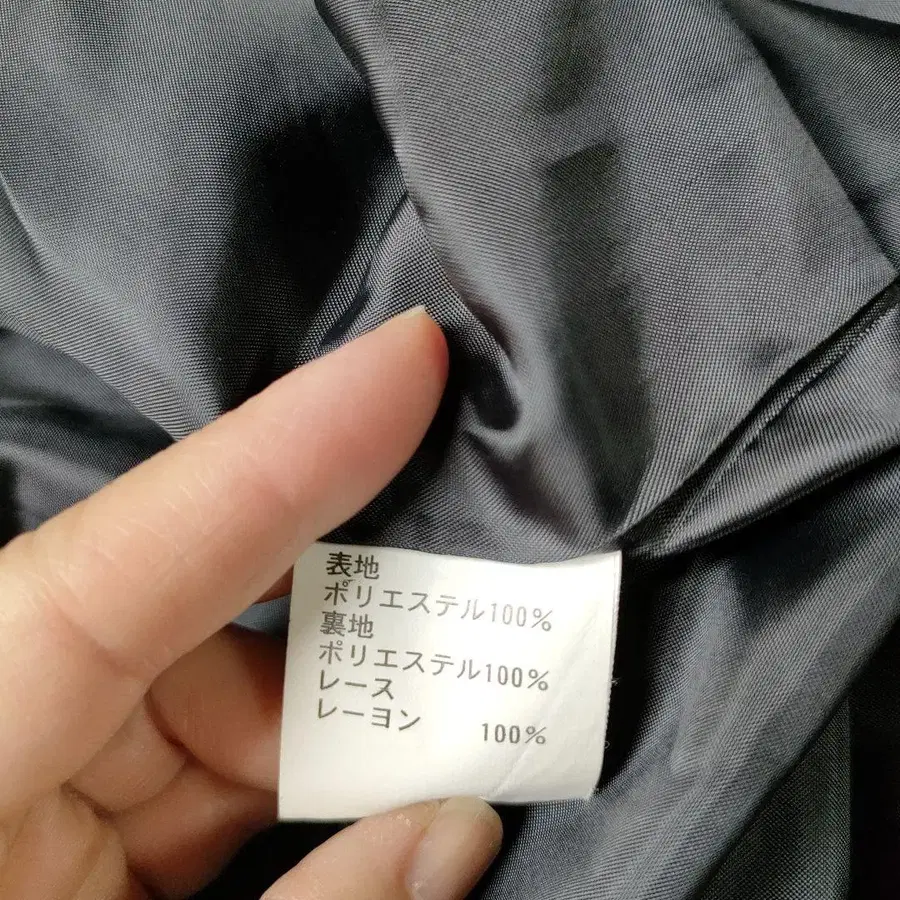 表地
ポリエステル100%
裏地
ポリエステル100%
レース
レーヨン 100%